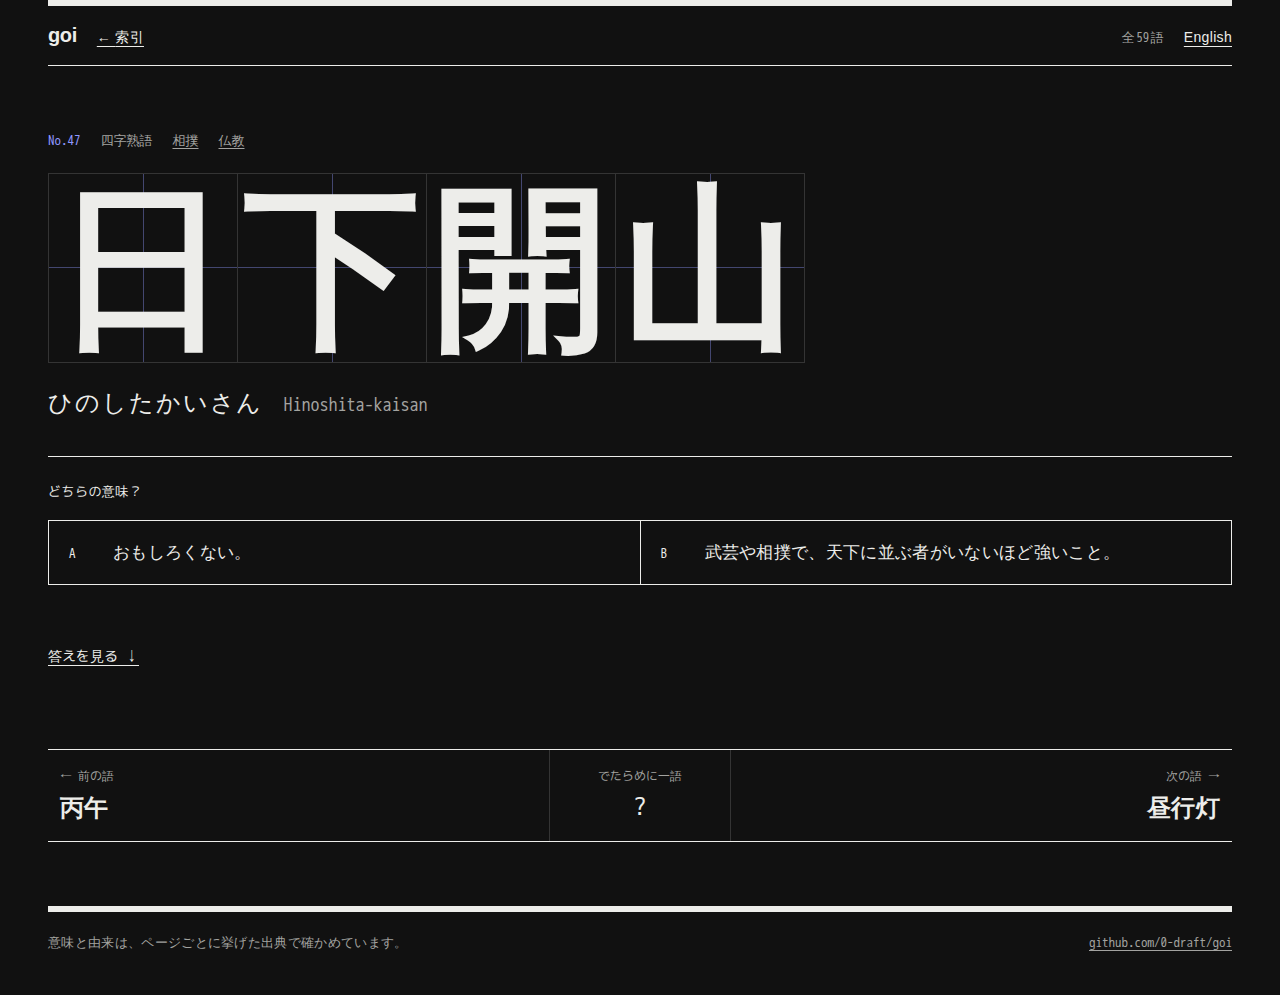 goi ← 索引 全59語 English
No.47 四字熟語 相撲 仏教
日下開山
ひのしたかいさん Hinoshita-kaisan
どちらの意味？
A おもしろくない。 B 武芸や相撲で、天下に並ぶ者がいないほど強いこと。
答えを見る ↓
← 前の語 でたらめに一語 次の語 →
丙午 ? 昼行灯
意味と由来は、ページごとに挙げた出典で確かめています。 github.com/0-draft/goi